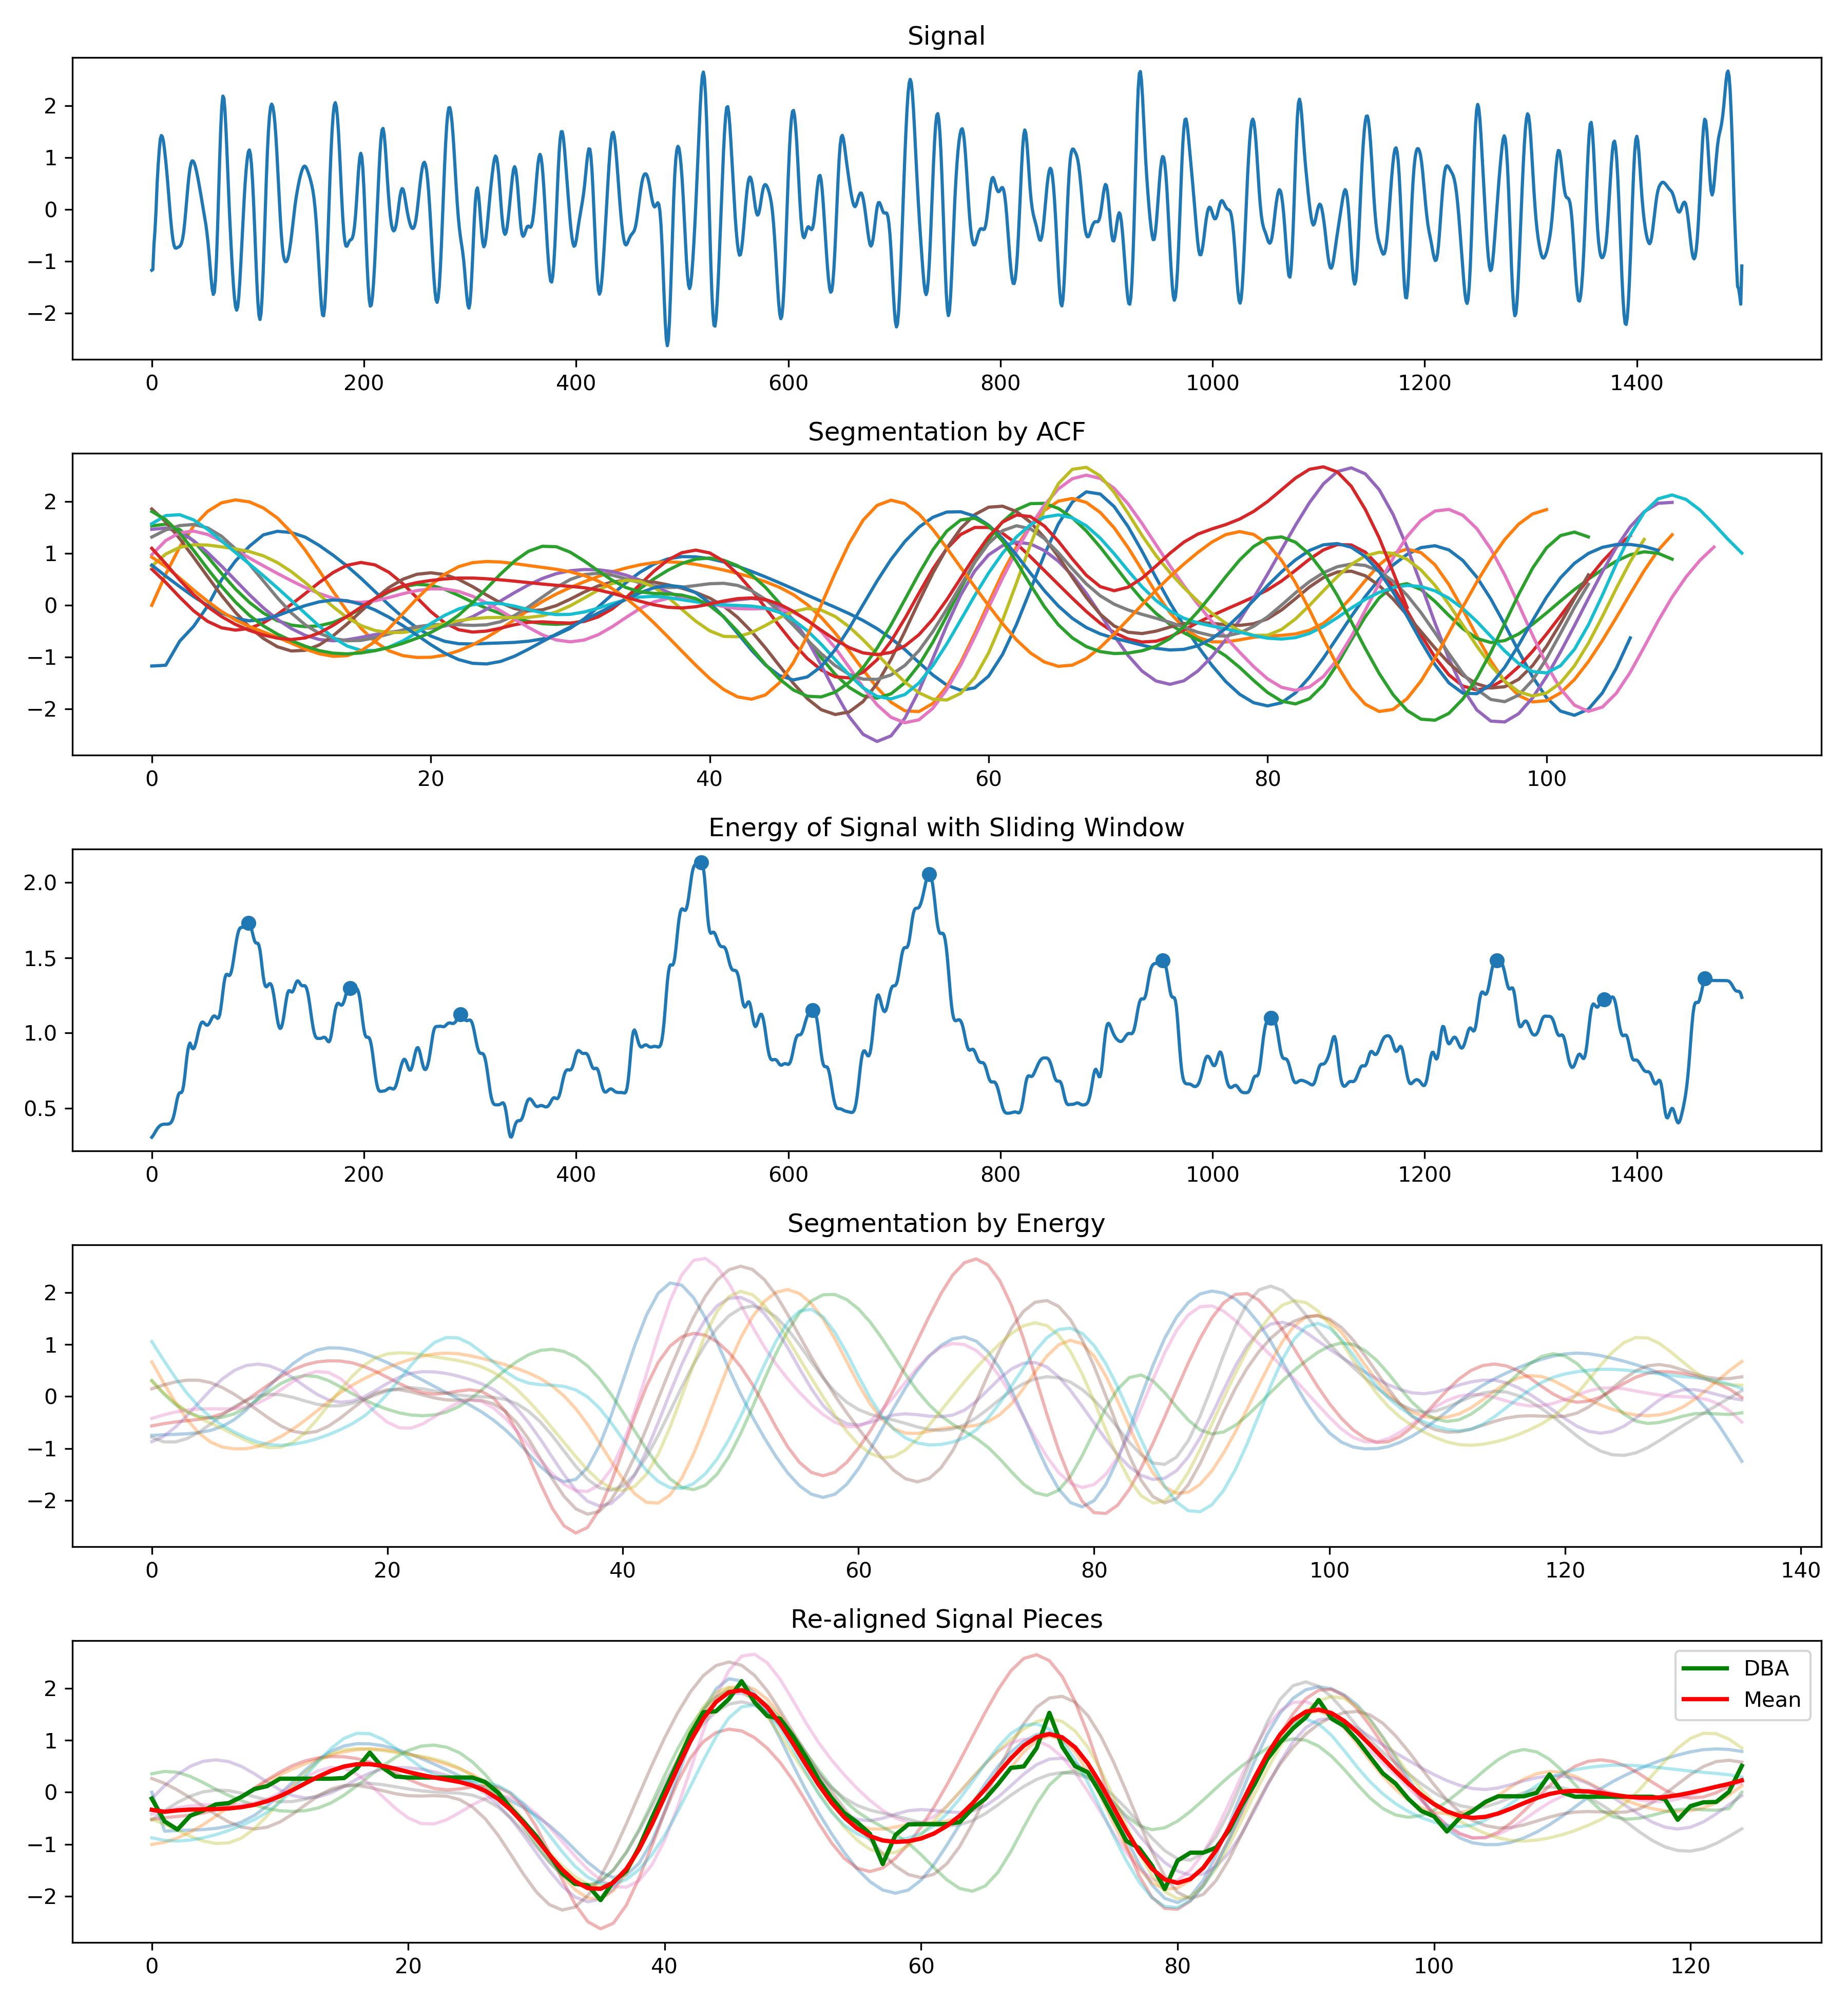 Signal
2
1
0
−1
−2
0 200 400 600 800 1000 1200 1400
Segmentation by ACF
2
1
0
−1
−2
0 20 40 60 80 100
Energy of Signal with Sliding Window
2.0
1.5
1.0
0.5
0 200 400 600 800 1000 1200 1400
Segmentation by Energy
2
1
0
−1
−2
0 20 40 60 80 100 120 140
Re-aligned Signal Pieces
DBA
Mean
2
1
0
−1
−2
0 20 40 60 80 100 120